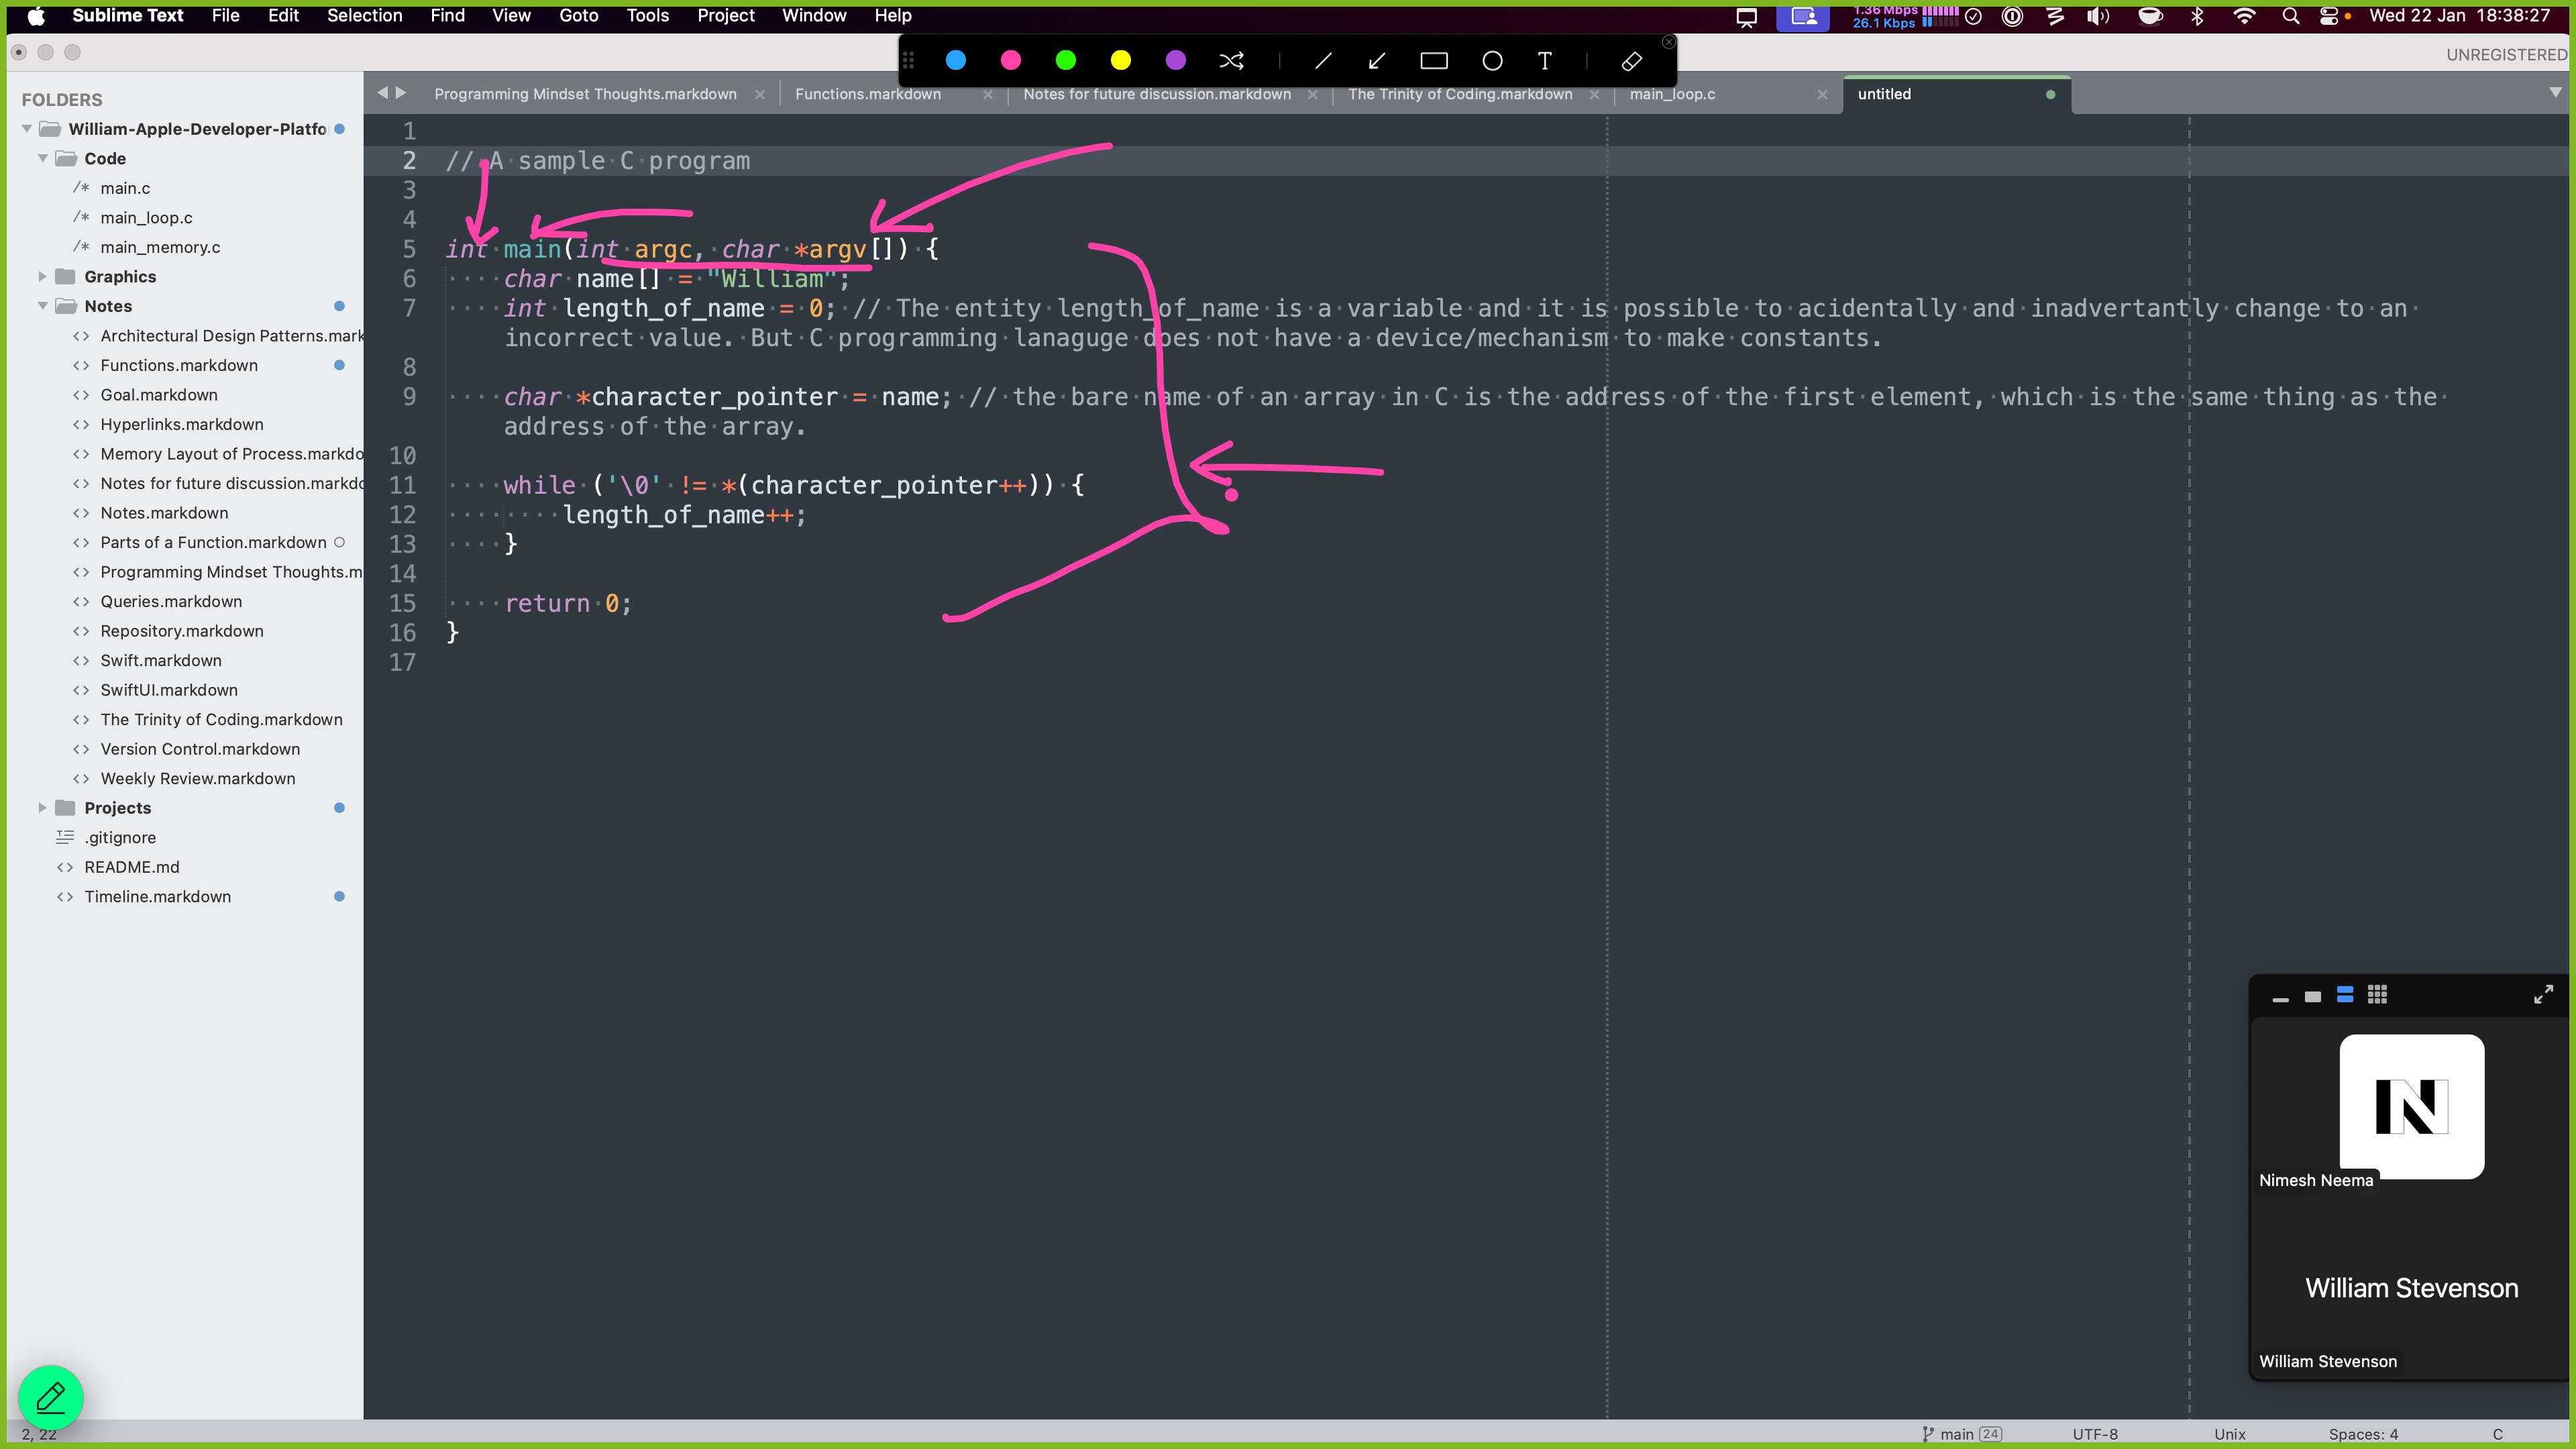 Sublime Text File Edit Selection Find View Goto Tools Project Window Help
1.36 Mbps
26.1 Kbps
Wed 22 Jan 18:38:27
UNREGISTERED
T
FOLDERS
William-Apple-Developer-Platfo
Code
/* main.c
/* main_loop.c
/* main_memory.c
Graphics
Notes
<> Architectural Design Patterns.mark
<> Functions.markdown
<> Goal.markdown
<> Hyperlinks.markdown
<> Memory Layout of Process.markdo
<> Notes for future discussion.markdo
<> Notes.markdown
<> Parts of a Function.markdown
<> Programming Mindset Thoughts.m
<> Queries.markdown
<> Repository.markdown
<> Swift.markdown
<> SwiftUI.markdown
<> The Trinity of Coding.markdown
<> Version Control.markdown
<> Weekly Review.markdown
Projects
.gitignore
<> README.md
<> Timeline.markdown
Programming Mindset Thoughts.markdown Functions.markdown Notes for future discussion.markdown The Trinity of Coding.markdown main_loop.c untitled
1
2 // A sample C program
3
4
5 int main(int argc, char *argv[]) {
6 char name[] = "William";
7 int length_of_name = 0; // The entity length_of_name is a variable and it is possible to acidentally and inadvertantly change to an
incorrect value. But C programming lanaguge does not have a device/mechanism to make constants.
8
9 char *character_pointer = name; // the bare name of an array in C is the address of the first element, which is the same thing as the
address of the array.
10
11 while ('\0' != *(character_pointer++)) {
12 length_of_name++;
13 }
14
15 return 0;
16 }
17
N
Nimesh Neema
William Stevenson
William Stevenson
2, 22
main 24 UTF-8 Unix Spaces: 4 C